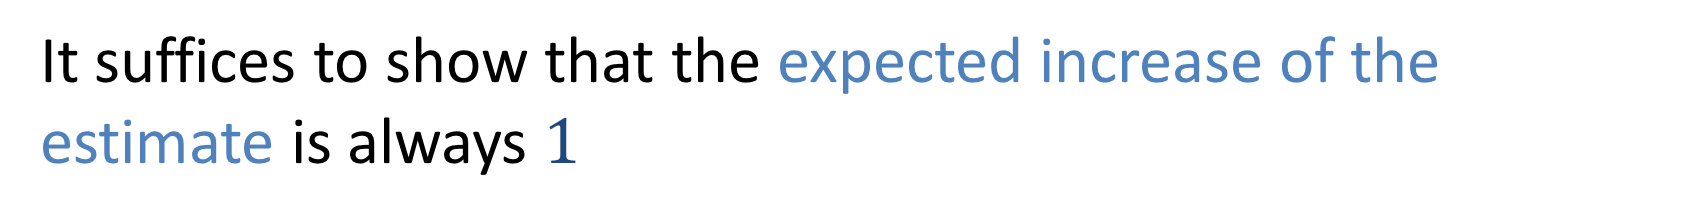 It suffices to show that the expected increase of the
estimate is always 1